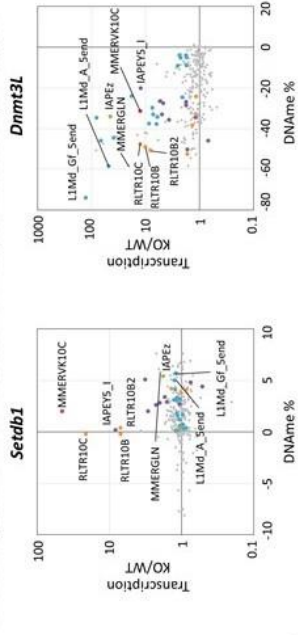 Setdb1
Transcription
KO/WT
100
10
1
0.1
-10
-5
0
5
10
DNAme %
RLTR10C
MMERVK10C
IAPEYS_I
RLTR10B
RLTR10B2
MMERGLN
IAPEz
L1Md_A_Send
L1Md_Gf_Send
Dnmt3L
Transcription
KO/WT
1000
100
10
1
0.1
-80
-60
-40
-20
0
20
DNAme %
L1Md_Gf_Send
L1Md_A_Send
IAPEz
MMERVK10C
MMERGLN
IAPEYS_I
RLTR10C
RLTR10B
RLTR10B2